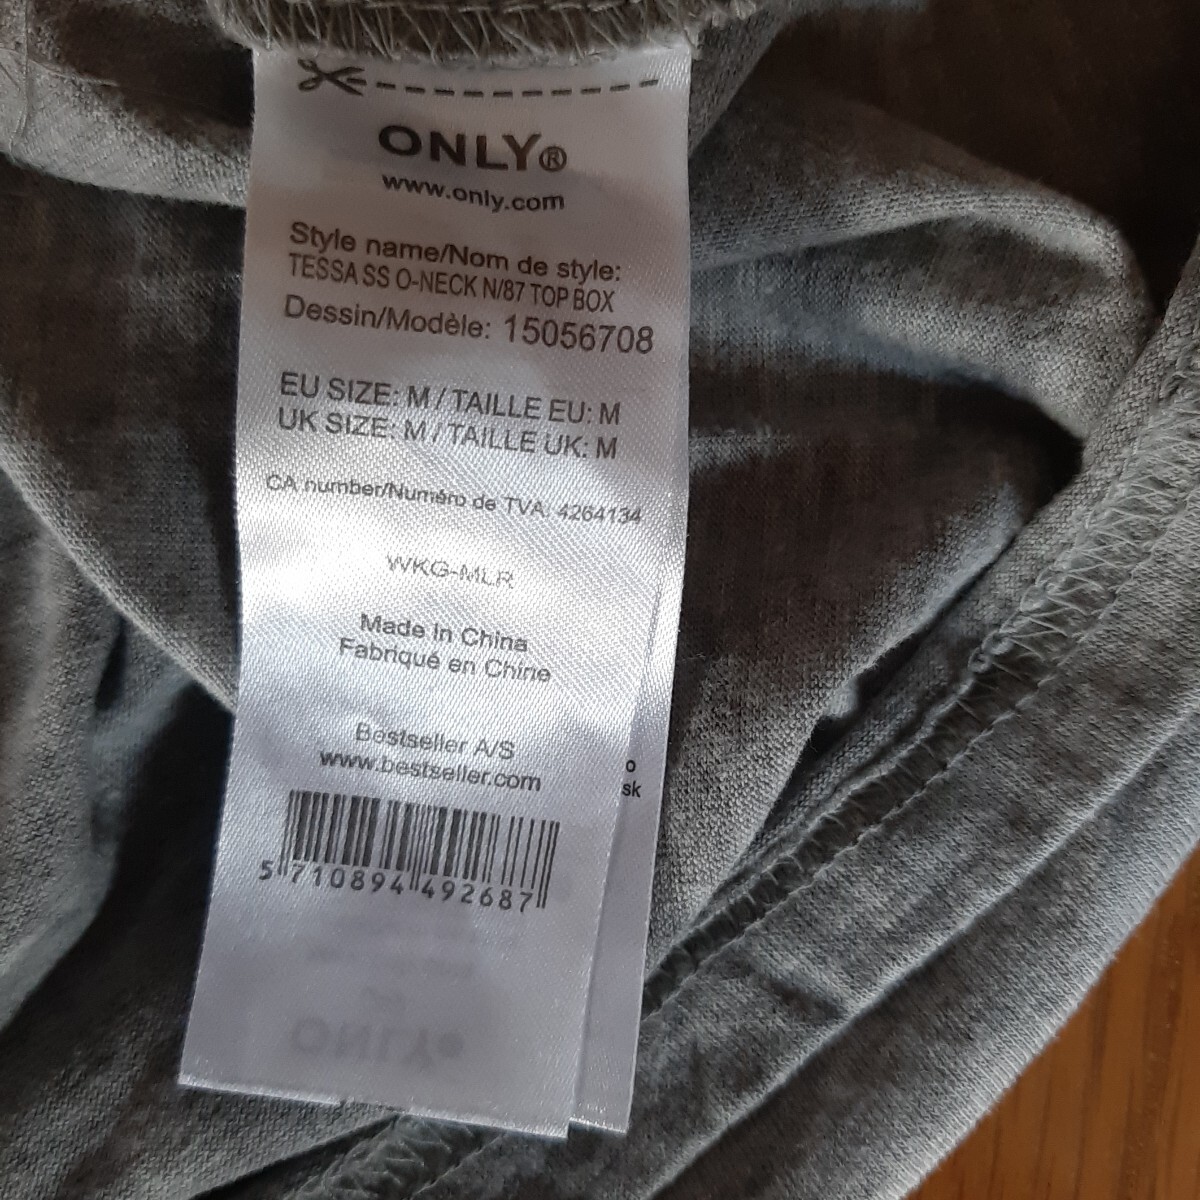 ONLY®
www.only.com
Style name/Nom de style:
TESSA SS O-NECK N/87 TOP BOX
Dessin/Modèle: 15056708
EU SIZE: M / TAILLE EU: M
UK SIZE: M / TAILLE UK: M
CA number/Numéro de TVA: 4264134
WKG-MLR
Made in China
Fabriqué en Chine
Bestseller A/S
www.bestseller.com
5 710894 492687
o
sk